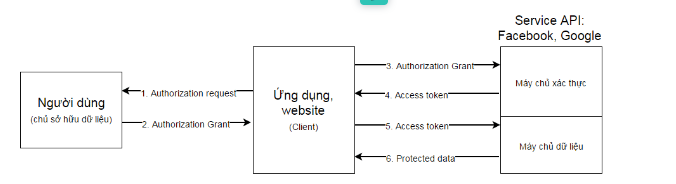 Service API:
Facebook, Google
Người dùng
(chủ sở hữu dữ liệu)
1. Authorization request
2. Authorization Grant
Ứng dụng,
website
(Client)
3. Authorization Grant
4. Access token
5. Access token
6. Protected data
Máy chủ xác thực
Máy chủ dữ liệu